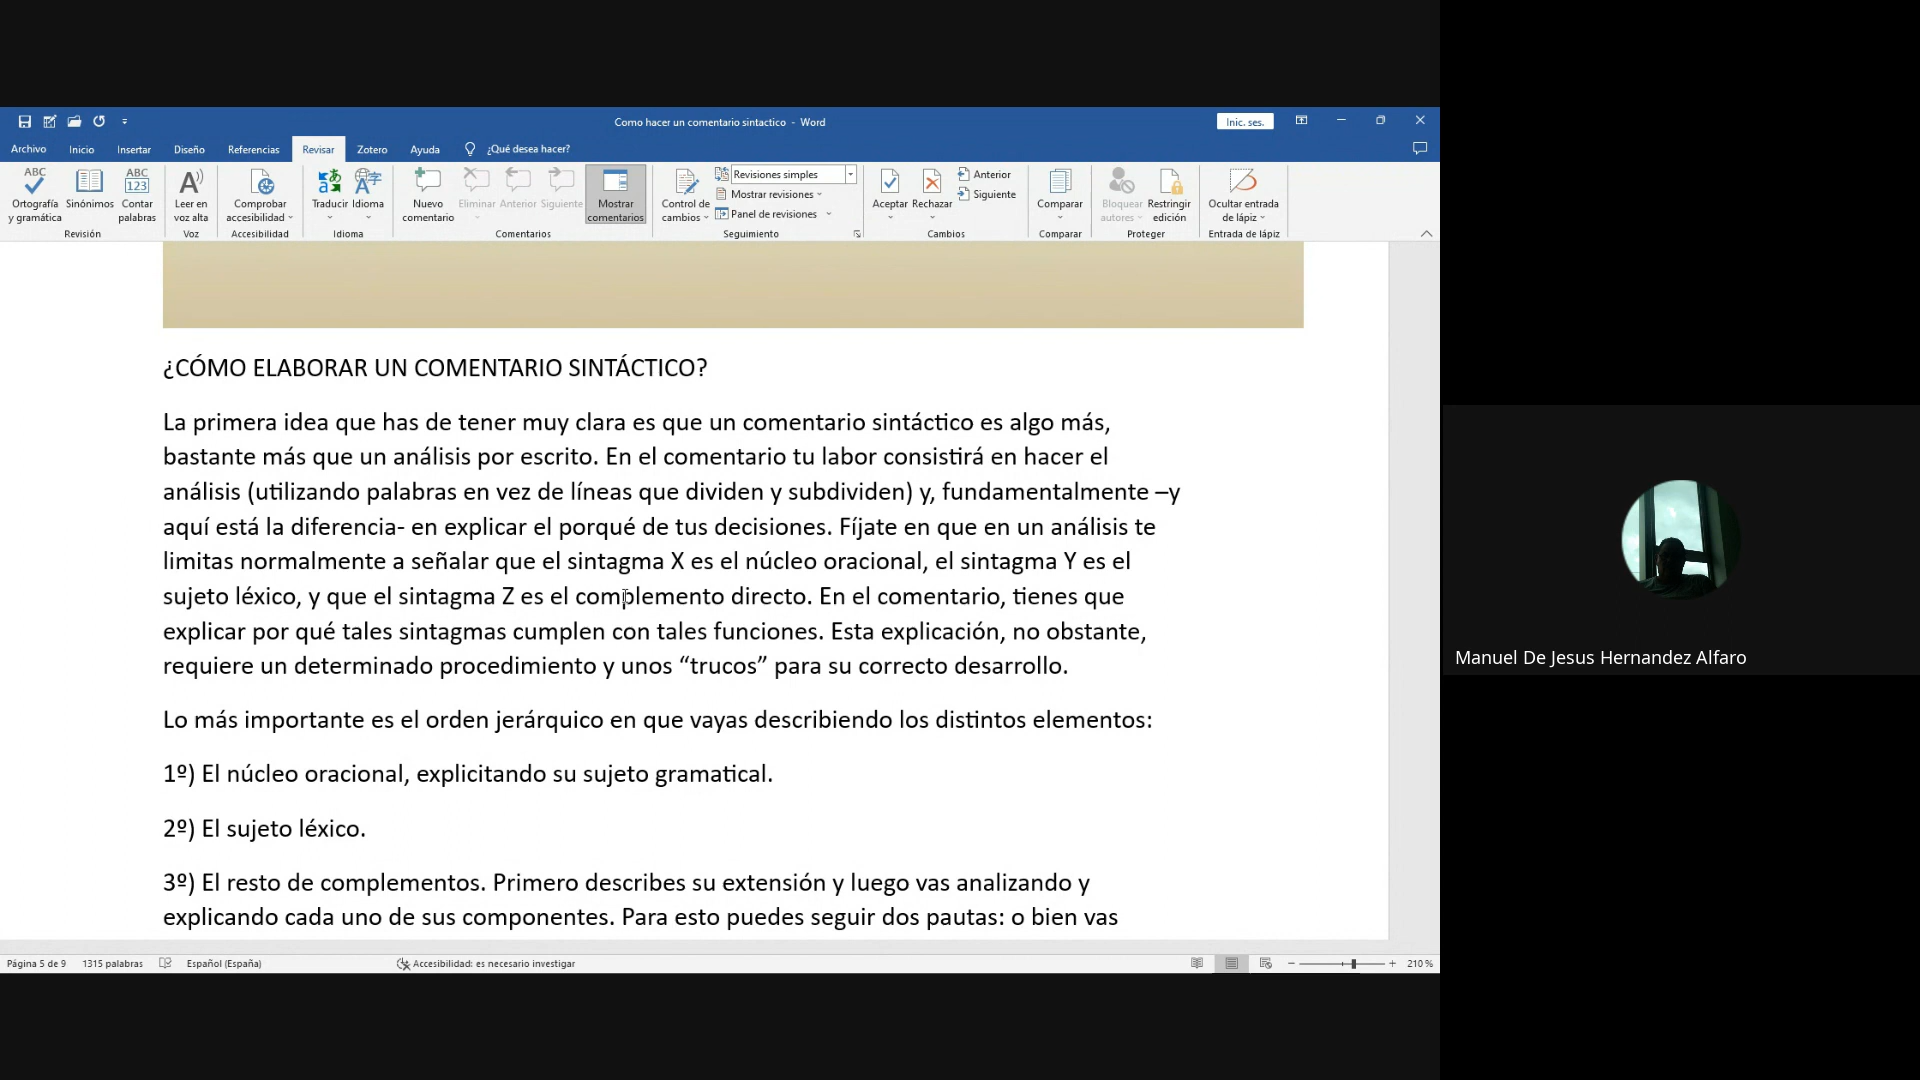 Como hacer un comentario sintactico - Word
Inic. ses.
Archivo Inicio Insertar Diseño Referencias Revisar Zotero Ayuda ¿Qué desea hacer?
ABC Ortografía y gramática
Sinónimos
ABC 123 Contar palabras
Revisión
Leer en voz alta
Voz
Comprobar accesibilidad
Accesibilidad
Traducir
Idioma
Idioma
Nuevo comentario
Eliminar
Anterior
Siguiente
Mostrar comentarios
Comentarios
Control de cambios
Revisiones simples
Mostrar revisiones
Panel de revisiones
Seguimiento
Aceptar
Rechazar
Anterior
Siguiente
Cambios
Comparar
Comparar
Bloquear autores
Restringir edición
Proteger
Ocultar entrada de lápiz
Entrada de lápiz
¿CÓMO ELABORAR UN COMENTARIO SINTÁCTICO?
La primera idea que has de tener muy clara es que un comentario sintáctico es algo más,
bastante más que un análisis por escrito. En el comentario tu labor consistirá en hacer el
análisis (utilizando palabras en vez de líneas que dividen y subdividen) y, fundamentalmente –y
aquí está la diferencia- en explicar el porqué de tus decisiones. Fíjate en que en un análisis te
limitas normalmente a señalar que el sintagma X es el núcleo oracional, el sintagma Y es el
sujeto léxico, y que el sintagma Z es el complemento directo. En el comentario, tienes que
explicar por qué tales sintagmas cumplen con tales funciones. Esta explicación, no obstante,
requiere un determinado procedimiento y unos “trucos” para su correcto desarrollo.
Lo más importante es el orden jerárquico en que vayas describiendo los distintos elementos:
1º) El núcleo oracional, explicitando su sujeto gramatical.
2º) El sujeto léxico.
3º) El resto de complementos. Primero describes su extensión y luego vas analizando y
explicando cada uno de sus componentes. Para esto puedes seguir dos pautas: o bien vas
Página 5 de 9 1315 palabras Español (España) Accesibilidad: es necesario investigar 210 %
Manuel De Jesus Hernandez Alfaro